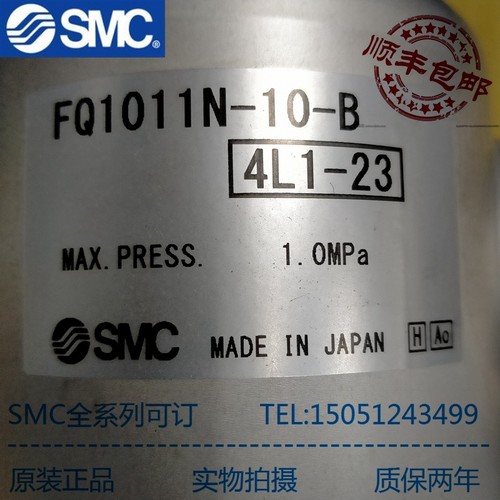 SMC®
顺丰包邮
FQ1011N-10-B
4L1-23
MAX. PRESS. 1.0MPa
SMC MADE IN JAPAN H Ao
SMC全系列可订 TEL:15051243499
原装正品 实物拍摄 质保两年